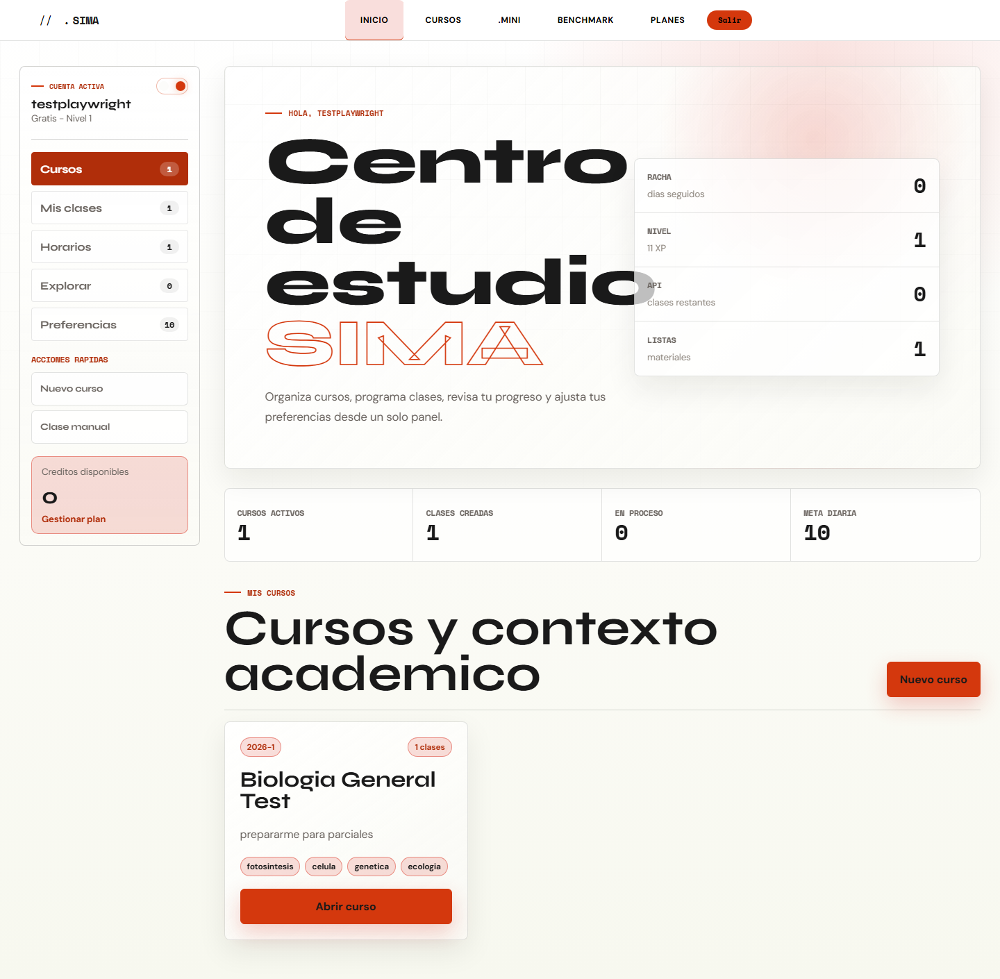 // .SIMA
INICIO
CURSOS
.MINI
BENCHMARK
PLANES
Salir
CUENTA ACTIVA
testplaywright
Gratis - Nivel 1
Cursos 1
Mis clases 1
Horarios 1
Explorar 0
Preferencias 10
ACCIONES RAPIDAS
Nuevo curso
Clase manual
Creditos disponibles
0
Gestionar plan
HOLA, TESTPLAYWRIGHT
Centro
de
estudio
SIMA
Organiza cursos, programa clases, revisa tu progreso y ajusta tus
preferencias desde un solo panel.
RACHA
dias seguidos
0
NIVEL
11 XP
1
API
clases restantes
0
LISTAS
materiales
1
CURSOS ACTIVOS
1
CLASES CREADAS
1
EN PROCESO
0
META DIARIA
10
MIS CURSOS
Cursos y contexto
academico
Nuevo curso
2026-1
1 clases
Biologia General
Test
prepararme para parciales
fotosintesis
celula
genetica
ecologia
Abrir curso